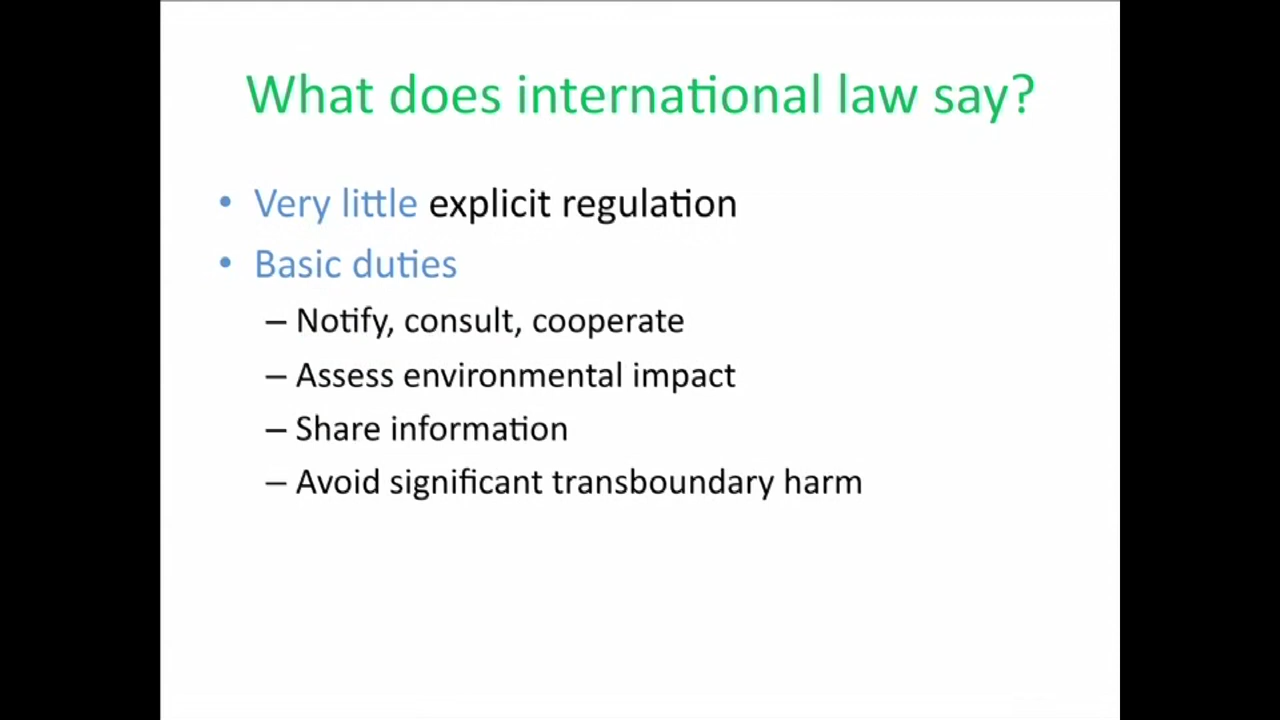 What does international law say?
• Very little explicit regulation
• Basic duties
– Notify, consult, cooperate
– Assess environmental impact
– Share information
– Avoid significant transboundary harm